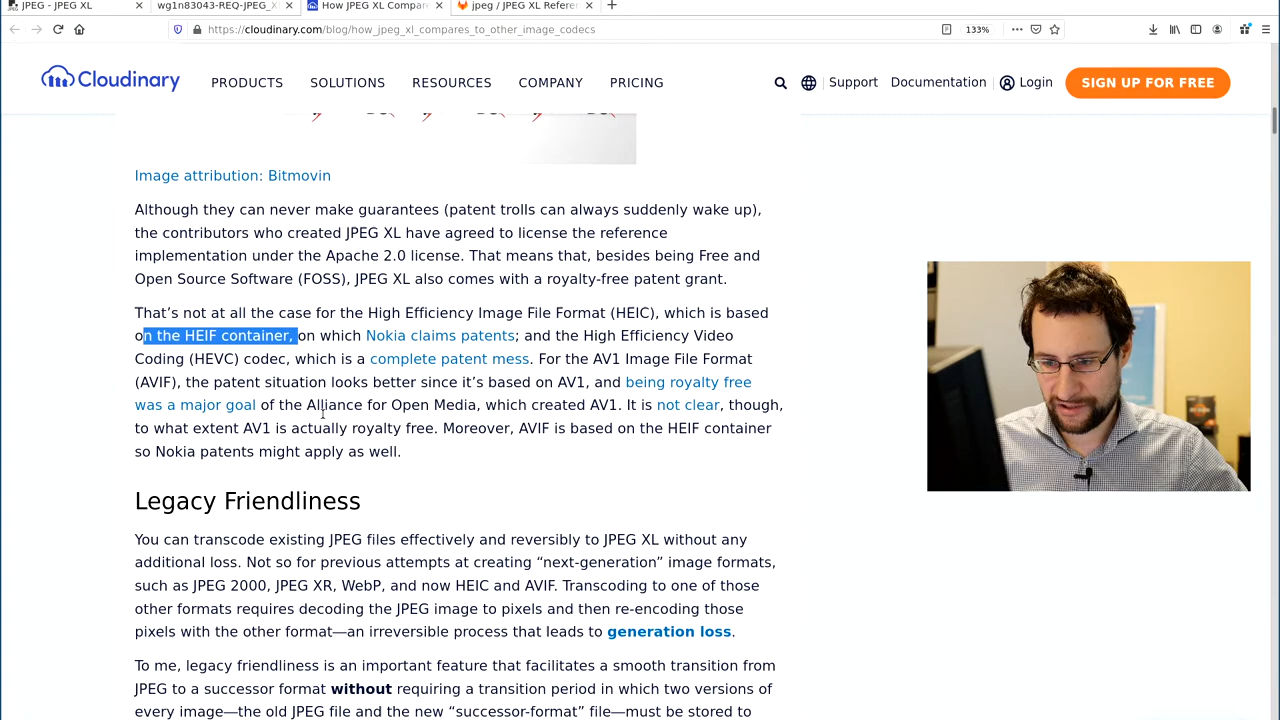 JPEG - JPEG XL
wg1n83043-REQ-JPEG_X
How JPEG XL Compar
jpeg / JPEG XL Refere
https://cloudinary.com/blog/how_jpeg_xl_compares_to_other_image_codecs
133%
Cloudinary
PRODUCTS
SOLUTIONS
RESOURCES
COMPANY
PRICING
Support
Documentation
Login
SIGN UP FOR FREE
Image attribution: Bitmovin
Although they can never make guarantees (patent trolls can always suddenly wake up),
the contributors who created JPEG XL have agreed to license the reference
implementation under the Apache 2.0 license. That means that, besides being Free and
Open Source Software (FOSS), JPEG XL also comes with a royalty-free patent grant.
That’s not at all the case for the High Efficiency Image File Format (HEIC), which is based
on the HEIF container, on which Nokia claims patents; and the High Efficiency Video
Coding (HEVC) codec, which is a complete patent mess. For the AV1 Image File Format
(AVIF), the patent situation looks better since it’s based on AV1, and being royalty free
was a major goal of the Alliance for Open Media, which created AV1. It is not clear, though,
to what extent AV1 is actually royalty free. Moreover, AVIF is based on the HEIF container
so Nokia patents might apply as well.
Legacy Friendliness
You can transcode existing JPEG files effectively and reversibly to JPEG XL without any
additional loss. Not so for previous attempts at creating “next-generation” image formats,
such as JPEG 2000, JPEG XR, WebP, and now HEIC and AVIF. Transcoding to one of those
other formats requires decoding the JPEG image to pixels and then re-encoding those
pixels with the other format—an irreversible process that leads to generation loss.
To me, legacy friendliness is an important feature that facilitates a smooth transition from
JPEG to a successor format without requiring a transition period in which two versions of
every image—the old JPEG file and the new “successor-format” file—must be stored to